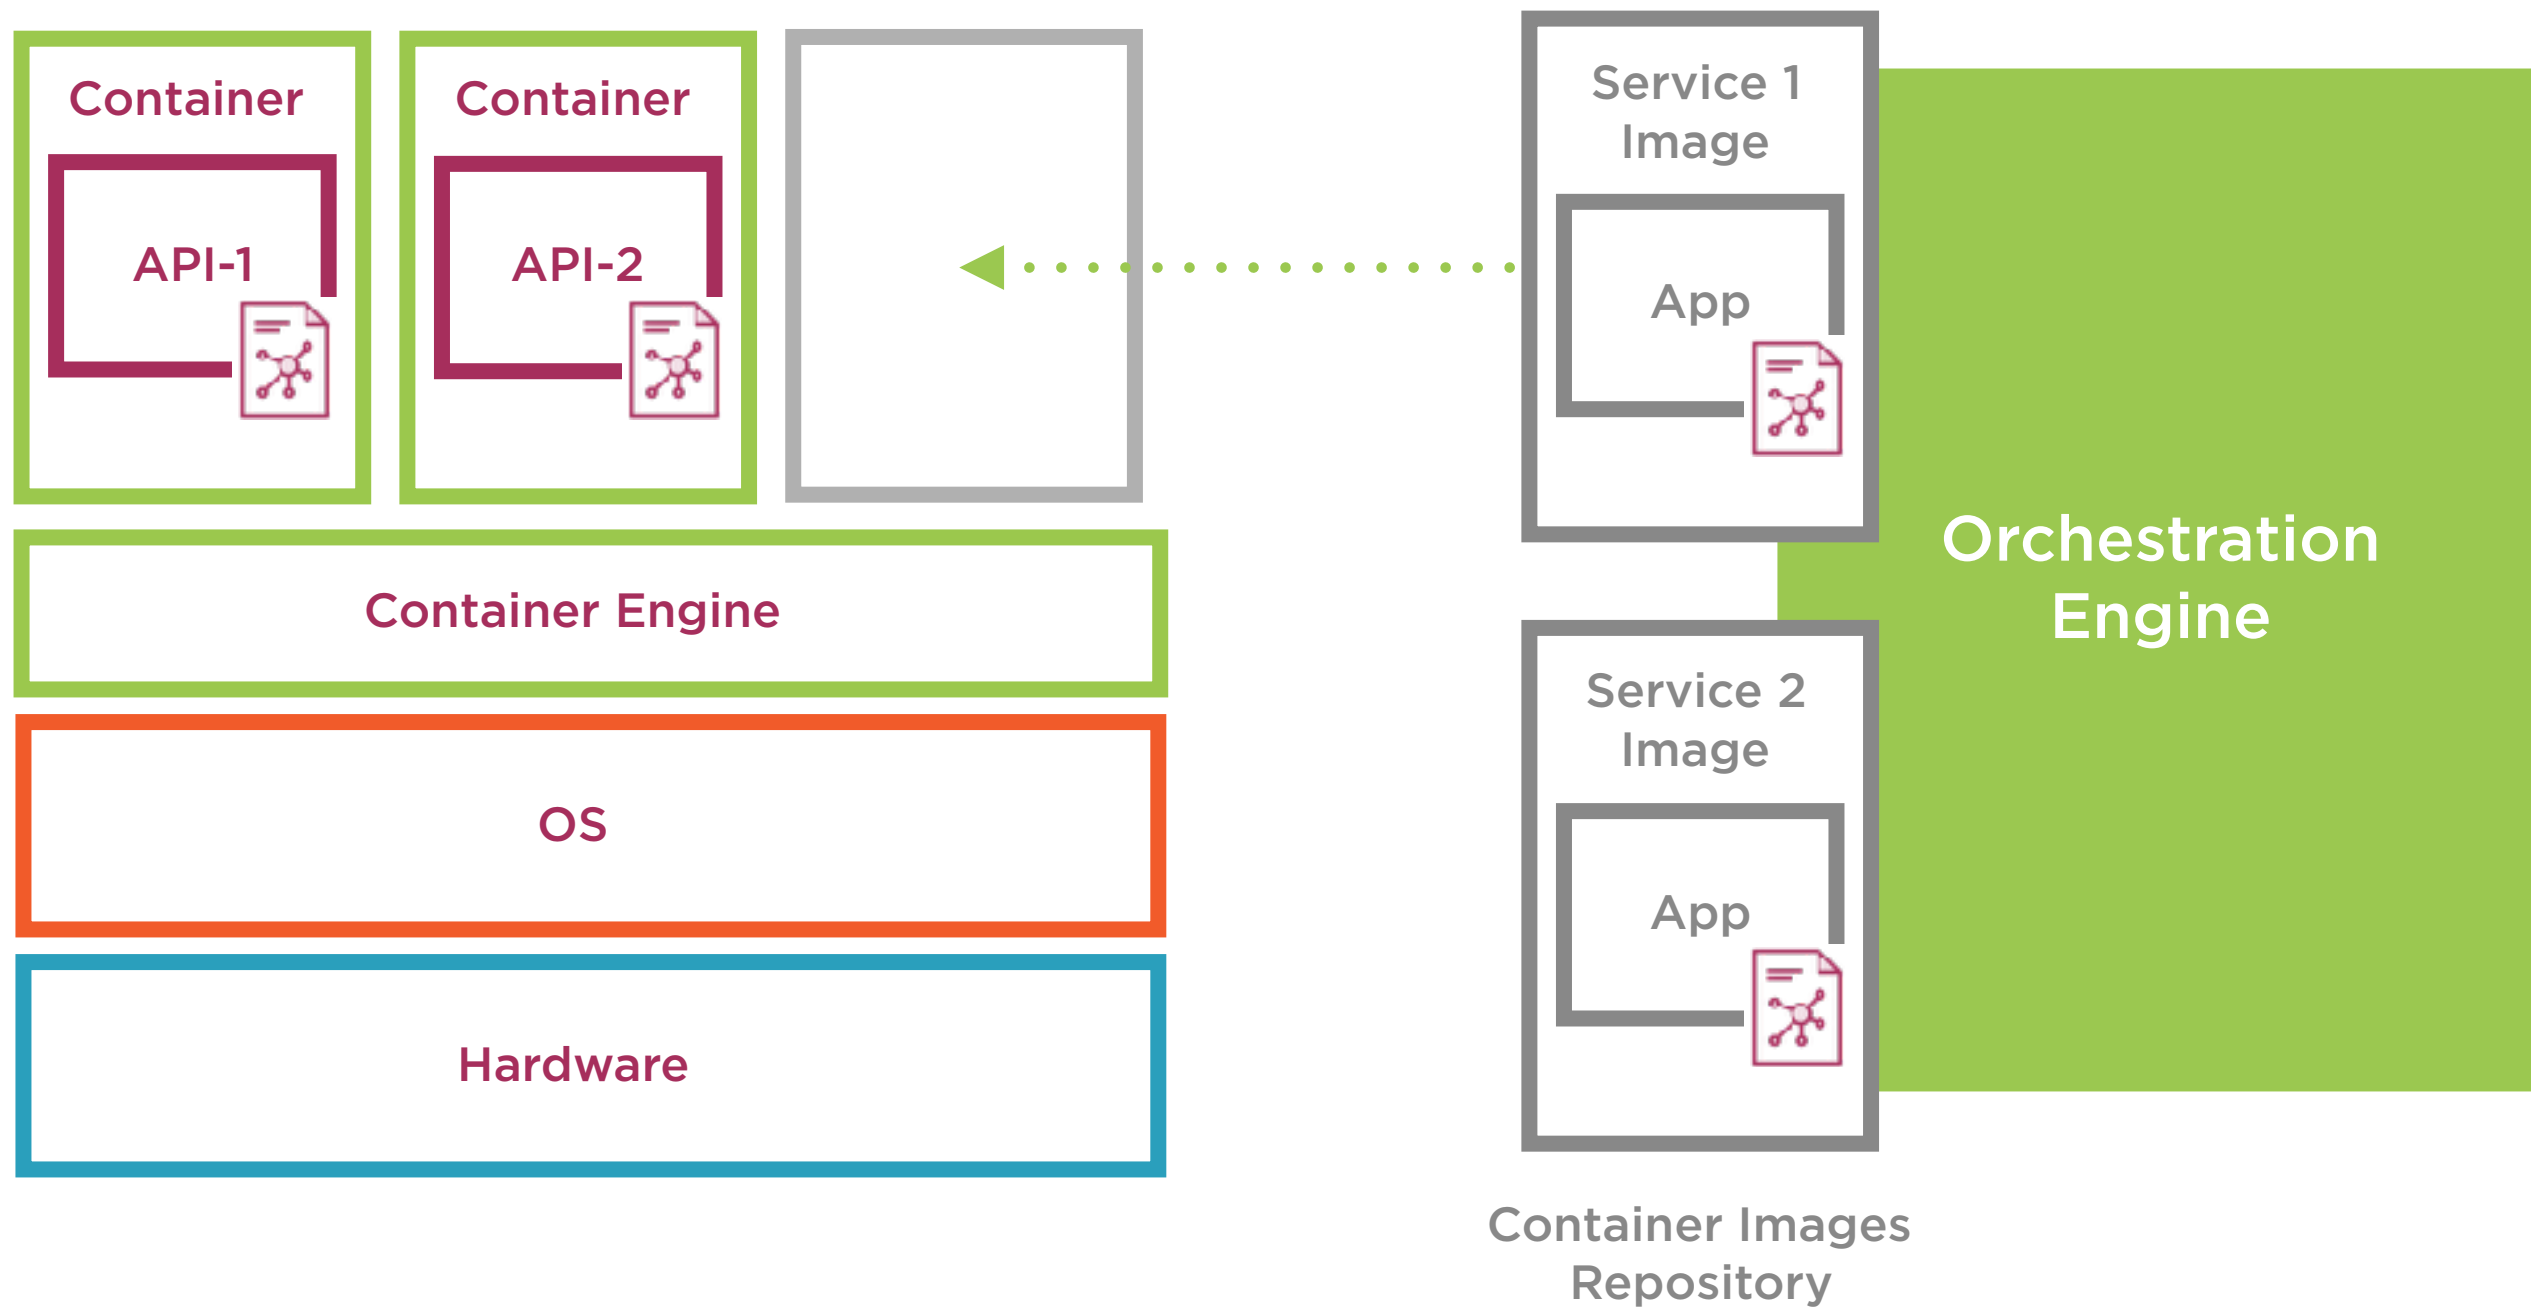 Container
API-1
Container
API-2
Container Engine
OS
Hardware
Service 1
Image
App
Service 2
Image
App
Container Images
Repository
Orchestration
Engine